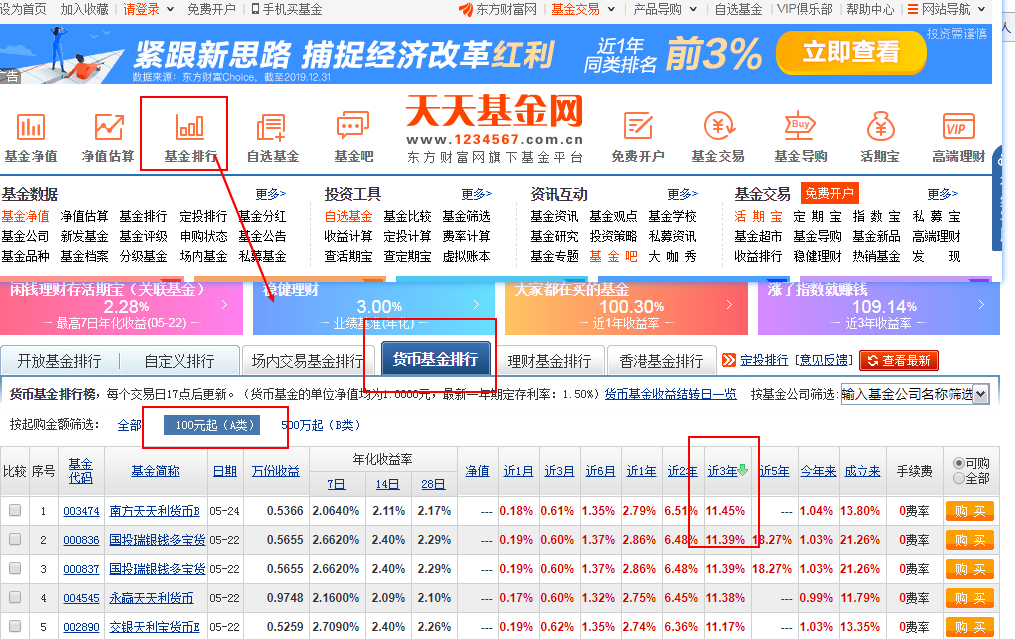 设为首页 加入收藏 请登录 免费开户 手机买基金 东方财富网 基金交易 产品导购 自选基金 VIP俱乐部 帮助中心 网站导航
紧跟新思路 捕捉经济改革红利 近1年 同类排名 前3% 立即查看 投资需谨慎
数据来源：东方财富Choice，截至2019.12.31
广告
人
天天基金网
www.1234567.com.cn
东方财富网旗下基金平台
基金净值 净值估算 基金排行 自选基金 基金吧 免费开户 基金交易 基金导购 活期宝 高端理财
基金数据 更多> 投资工具 更多> 资讯互动 更多> 基金交易 免费开户 更多>
基金净值 净值估算 基金排行 定投排行 基金分红 自选基金 基金比较 基金筛选 基金资讯 基金观点 基金学校 活期宝 定期宝 指数宝 私募宝
基金公司 新发基金 基金评级 申购状态 基金公告 收益计算 定投计算 费率计算 基金研究 投资策略 私募资讯 基金超市 基金导购 基金新品 高端理财
基金品种 基金档案 分级基金 场内基金 私募基金 查活期宝 查定期宝 虚拟账本 基金专题 基金吧 大咖秀 收益排行 稳健理财 热销基金 发现
闲钱理财存活期宝（关联基金） 稳健理财 大家都在买的基金 涨了指数就赚钱
2.28% 3.00% 100.30% 109.14%
最高7日年化收益(05-22) 业绩基准(年化) 近1年收益率 近3年收益率
开放基金排行 自定义排行 场内交易基金排行 货币基金排行 理财基金排行 香港基金排行 定投排行 [意见反馈] 查看最新
货币基金排行榜，每个交易日17点后更新。（货币基金的单位净值均为1.0000元，最新一年期定存利率：1.50%）货币基金收益结转日一览 按基金公司筛选: 输入基金公司名称筛选
按起购金额筛选： 全部 100元起（A类） 500万起（B类）
比较 序号 基金代码 基金简称 日期 万份收益 年化收益率 7日 14日 28日 净值 近1月 近3月 近6月 近1年 近2年 近3年 近5年 今年来 成立来 手续费 可购 全部
1 003474 南方天天利货币B 05-24 0.5366 2.0640% 2.11% 2.17% --- 0.18% 0.61% 1.35% 2.79% 6.51% 11.45% --- 1.04% 13.80% 0费率 购买
2 000836 国投瑞银钱多宝货 05-22 0.5655 2.6620% 2.40% 2.29% --- 0.19% 0.60% 1.37% 2.86% 6.48% 11.39% 18.27% 1.03% 21.26% 0费率 购买
3 000837 国投瑞银钱多宝货 05-22 0.5655 2.6620% 2.40% 2.29% --- 0.19% 0.60% 1.37% 2.86% 6.48% 11.39% 18.27% 1.03% 21.26% 0费率 购买
4 004545 永赢天天利货币 05-22 0.9748 2.1600% 2.09% 2.10% --- 0.17% 0.60% 1.32% 2.75% 6.45% 11.38% --- 0.99% 11.79% 0费率 购买
5 002890 交银天利宝货币E 05-22 0.5259 2.7090% 2.40% 2.26% --- 0.19% 0.62% 1.35% 2.74% 6.36% 11.17% --- 1.03% 13.35% 0费率 购买